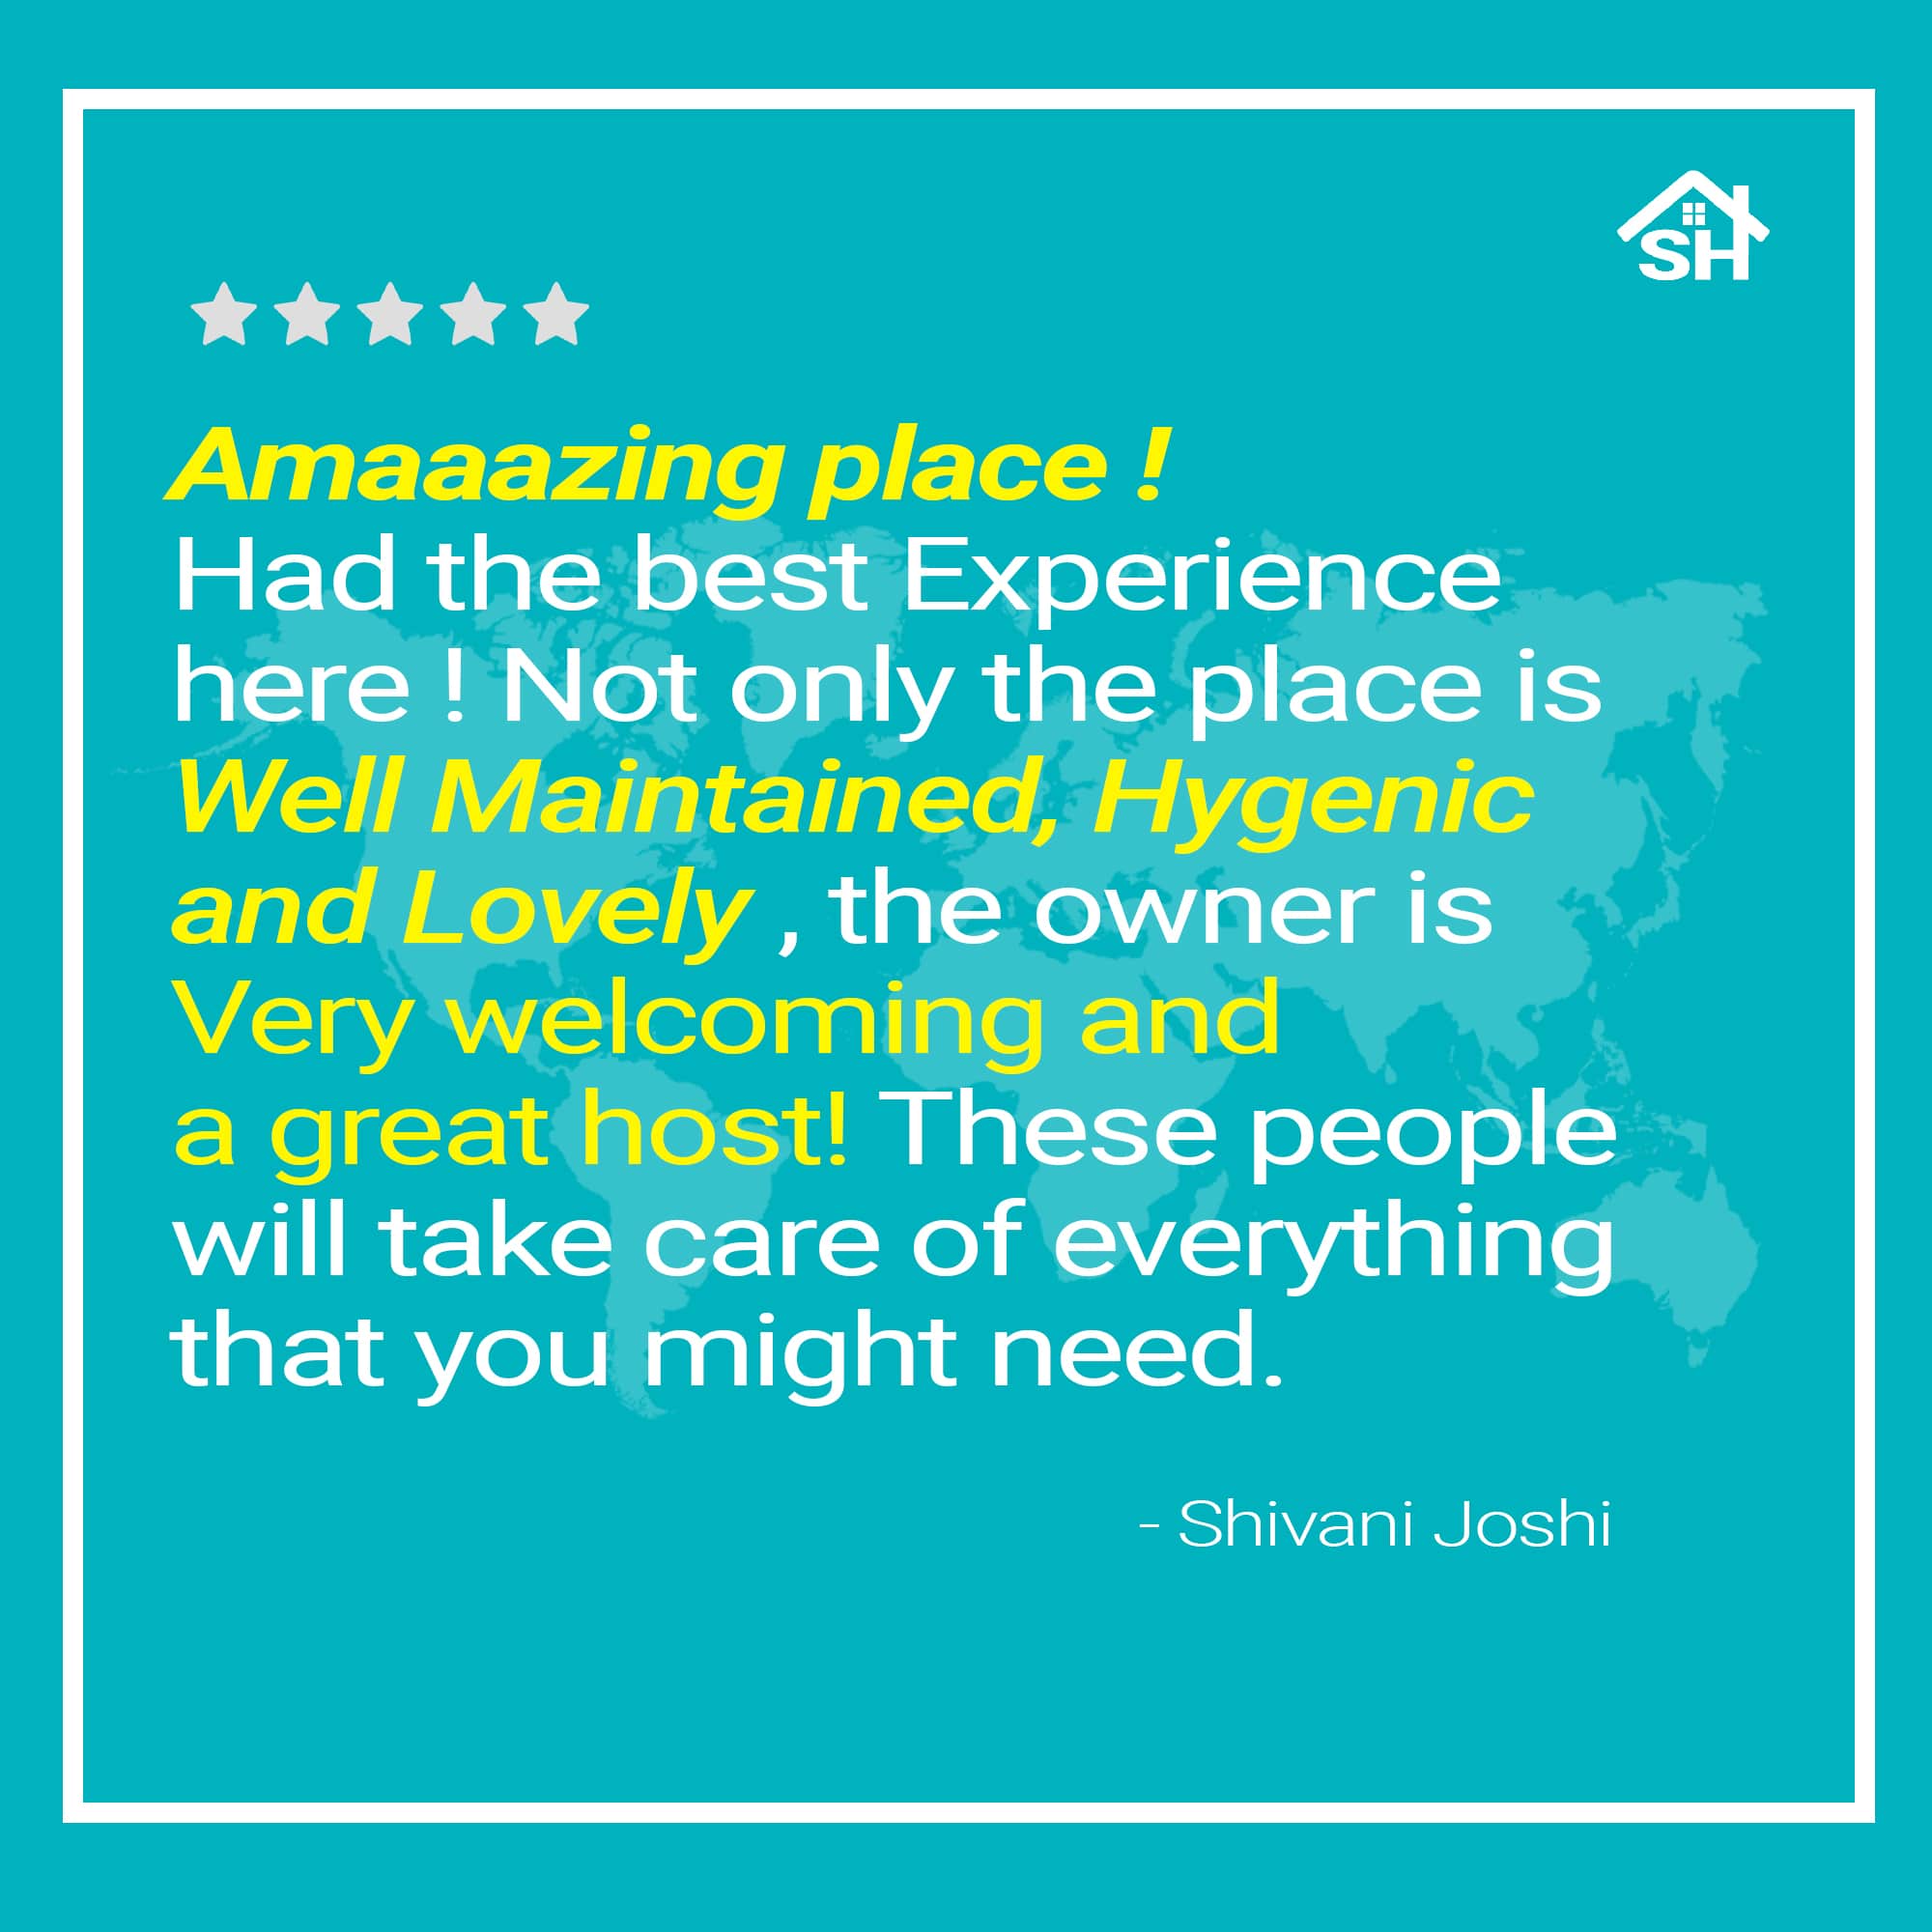 SH
Amaaazing place !
Had the best Experience
here ! Not only the place is
Well Maintained, Hygenic
and Lovely , the owner is
Very welcoming and
a great host! These people
will take care of everything
that you might need.
- Shivani Joshi